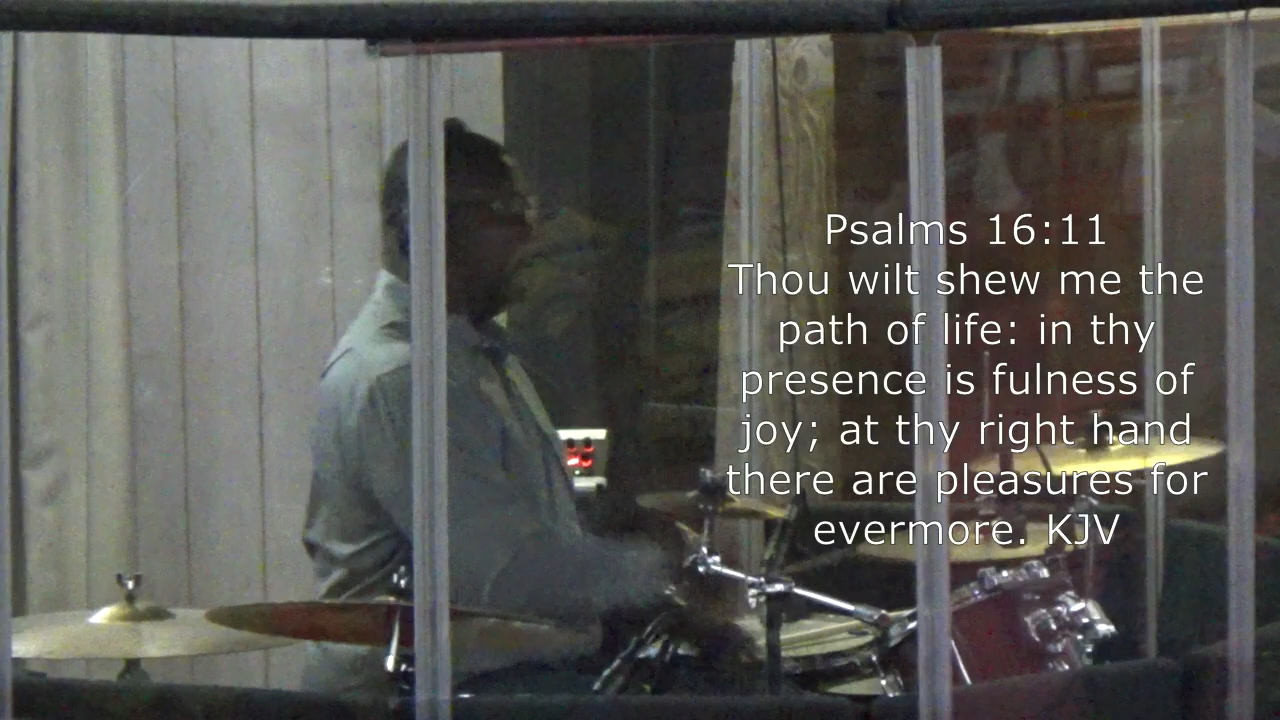 Psalms 16:11
Thou wilt shew me the
path of life: in thy
presence is fulness of
joy; at thy right hand
there are pleasures for
evermore. KJV